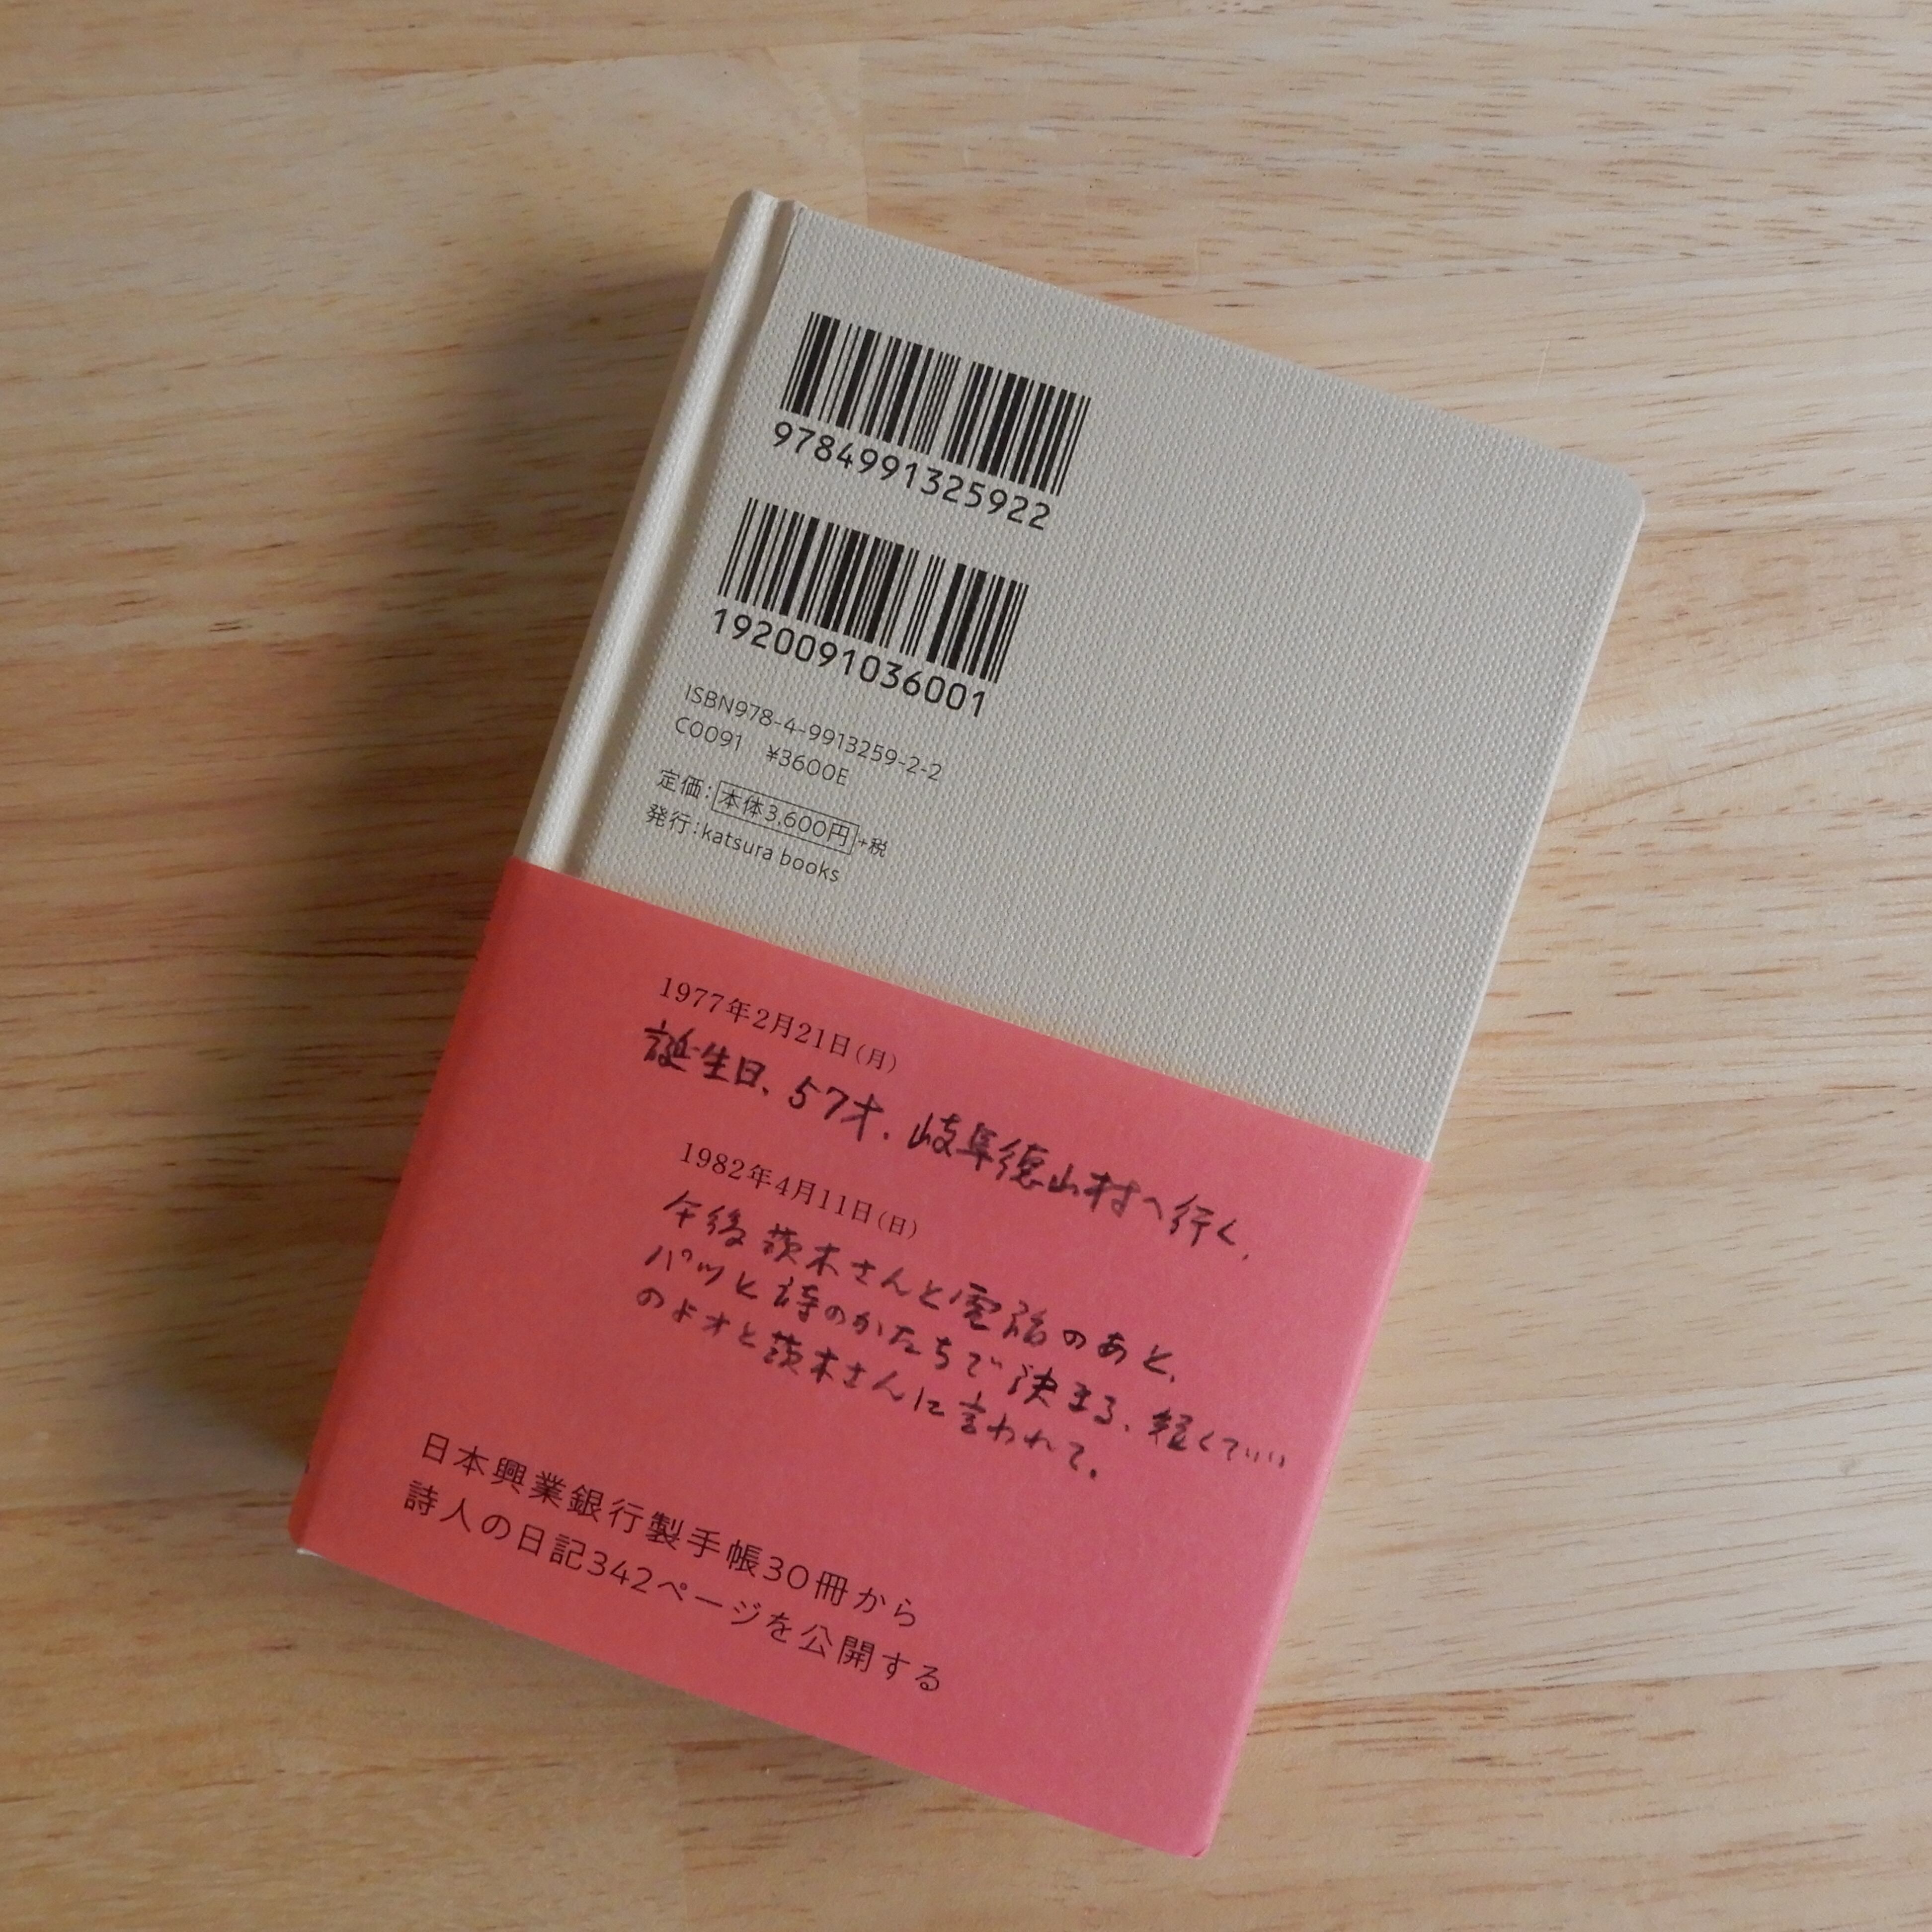 9784991325922
1920091036001
ISBN978-4-9913259-2-2
C0091 ¥3600E
定価：本体3,600円+税
発行：katsura books
1977年2月21日（月）
誕生日、57才．岐阜徳山村へ行く．
1982年4月11日（日）
午後茨木さんと電話のあと、
パッと詩のかたちで決まる、軽くていい
のよオと茨木さんに言われて．
日本興業銀行製手帳30冊から
詩人の日記342ページを公開する